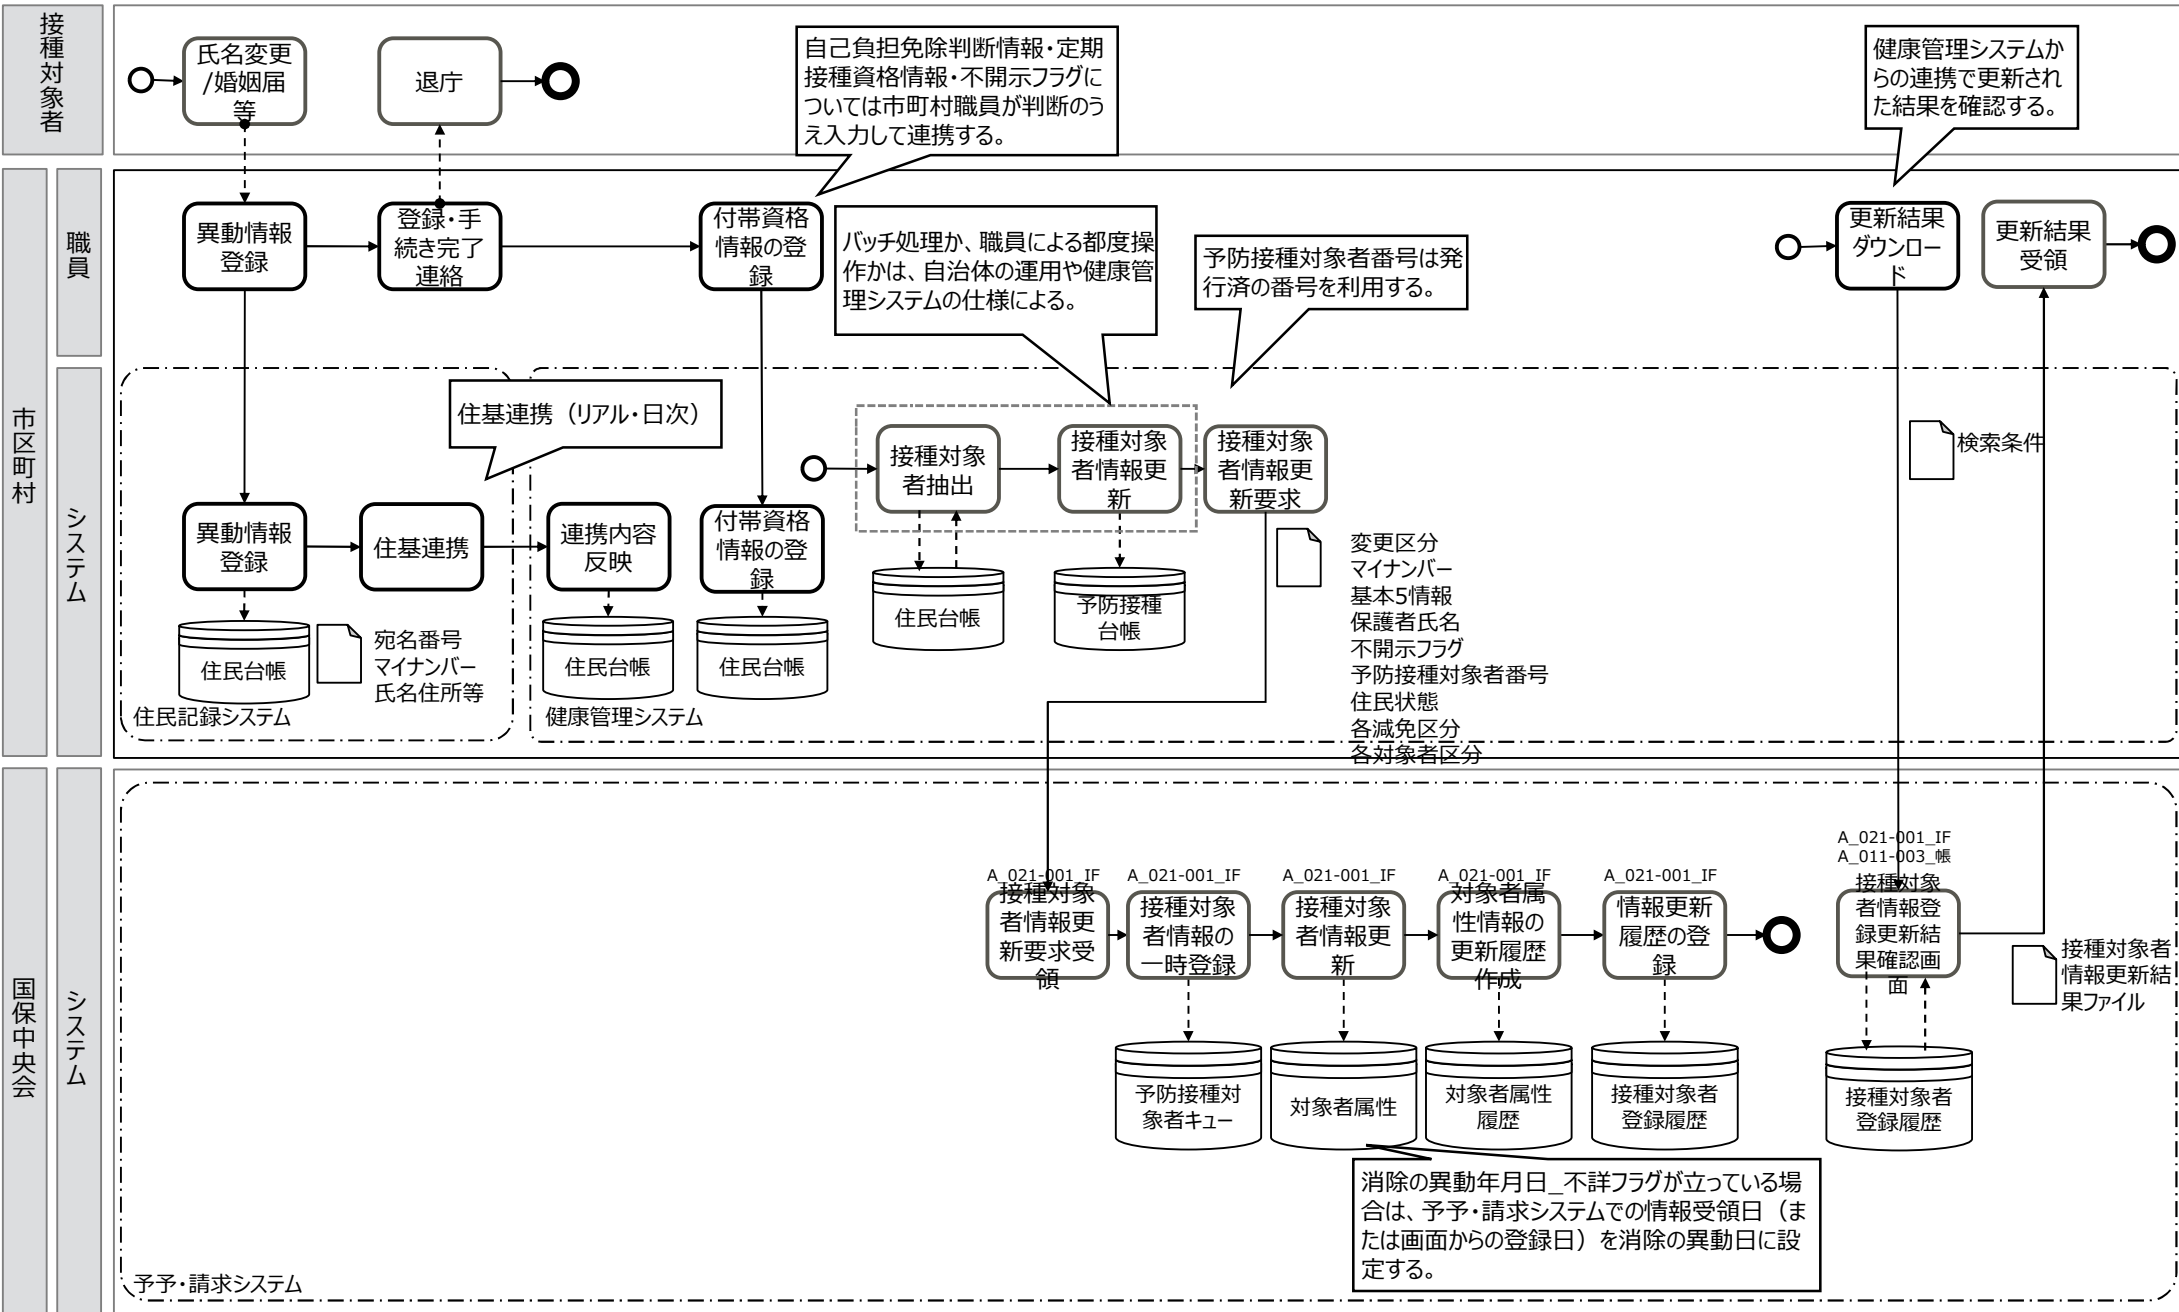 接種対象者
氏名変更
/婚姻届
等
退庁
自己負担免除判断情報・定期
接種資格情報・不開示フラグに
ついては市町村職員が判断のう
え入力して連携する。
健康管理システムか
らの連携で更新され
た結果を確認する。
市区町村
職員
異動情報
登録
登録・手
続き完了
連絡
付帯資格
情報の登
録
バッチ処理か、職員による都度操
作かは、自治体の運用や健康管
理システムの仕様による。
予防接種対象者番号は発
行済の番号を利用する。
更新結果
ダウンロー
ド
更新結果
受領
システム
住基連携（リアル・日次）
異動情報
登録
住基連携
連携内容
反映
付帯資格
情報の登
録
接種対象
者抽出
接種対象
者情報更
新
接種対象
者情報更
新要求
検索条件
住民台帳
宛名番号
マイナンバー
氏名住所等
住民台帳
住民台帳
住民台帳
予防接種
台帳
変更区分
マイナンバー
基本5情報
保護者氏名
不開示フラグ
予防接種対象者番号
住民状態
各減免区分
各対象者区分
住民記録システム
健康管理システム
国保中央会
システム
A_021-001_IF
接種対象
者情報更
新要求受
領
A_021-001_IF
接種対象
者情報の
一時登録
A_021-001_IF
接種対象
者情報更
新
A_021-001_IF
対象者属
性情報の
更新履歴
作成
A_021-001_IF
情報更新
履歴の登
録
A_021-001_IF
A_011-003_帳
接種対象
者情報登
録更新結
果確認画
面
接種対象者
情報更新結
果ファイル
予防接種対
象者キュー
対象者属性
対象者属性
履歴
接種対象者
登録履歴
接種対象者
登録履歴
消除の異動年月日_不詳フラグが立っている場
合は、予予・請求システムでの情報受領日（ま
たは画面からの登録日）を消除の異動日に設
定する。
予予・請求システム